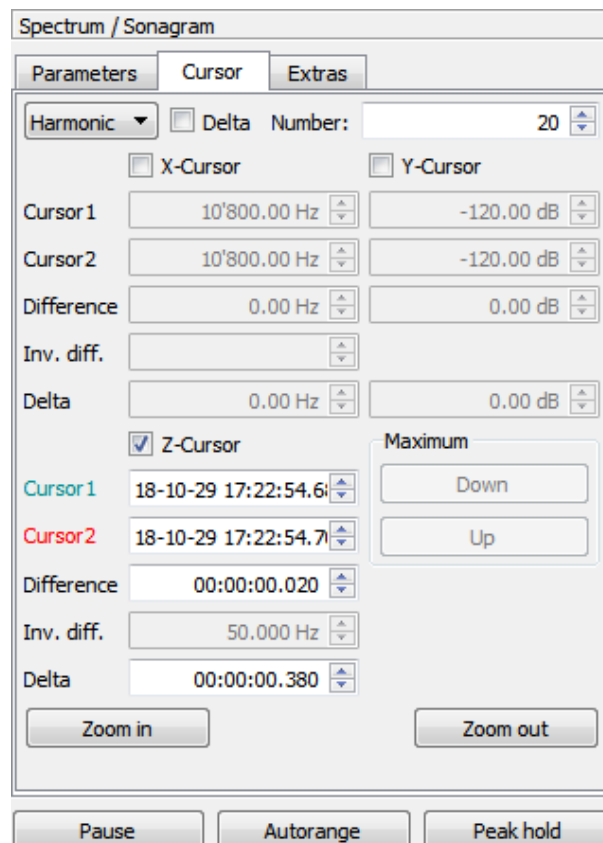 Spectrum / Sonagram
Parameters Cursor Extras
Harmonic Delta Number: 20
X-Cursor Y-Cursor
Cursor1 10'800.00 Hz -120.00 dB
Cursor2 10'800.00 Hz -120.00 dB
Difference 0.00 Hz 0.00 dB
Inv. diff.
Delta 0.00 Hz 0.00 dB
Z-Cursor Maximum
Cursor1 18-10-29 17:22:54.6 Down
Cursor2 18-10-29 17:22:54.7 Up
Difference 00:00:00.020
Inv. diff. 50.000 Hz
Delta 00:00:00.380
Zoom in Zoom out
Pause Autorange Peak hold